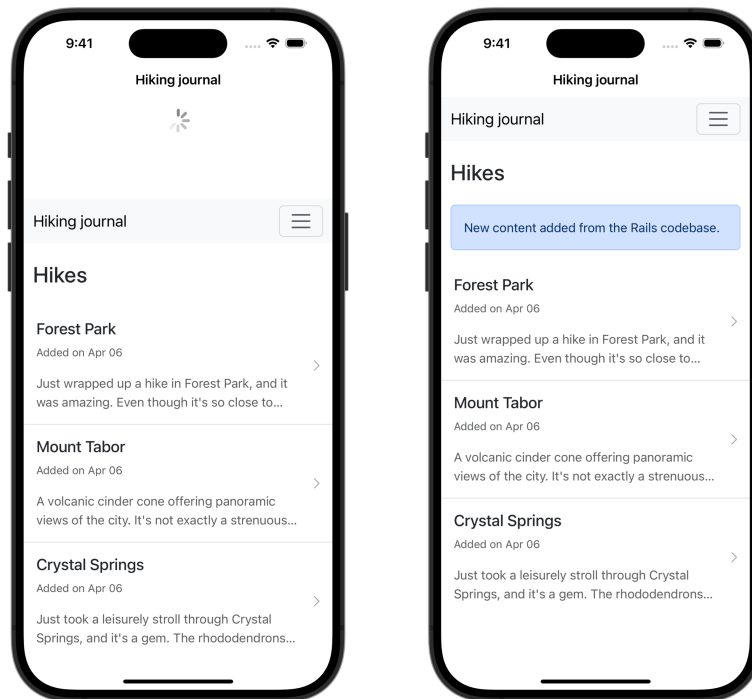 9:41
Hiking journal
Hiking journal
Hikes
Forest Park
Added on Apr 06
Just wrapped up a hike in Forest Park, and it
was amazing. Even though it's so close to...
Mount Tabor
Added on Apr 06
A volcanic cinder cone offering panoramic
views of the city. It's not exactly a strenuous...
Crystal Springs
Added on Apr 06
Just took a leisurely stroll through Crystal
Springs, and it's a gem. The rhododendrons...
9:41
Hiking journal
Hiking journal
Hikes
New content added from the Rails codebase.
Forest Park
Added on Apr 06
Just wrapped up a hike in Forest Park, and it
was amazing. Even though it's so close to...
Mount Tabor
Added on Apr 06
A volcanic cinder cone offering panoramic
views of the city. It's not exactly a strenuous...
Crystal Springs
Added on Apr 06
Just took a leisurely stroll through Crystal
Springs, and it's a gem. The rhododendrons...